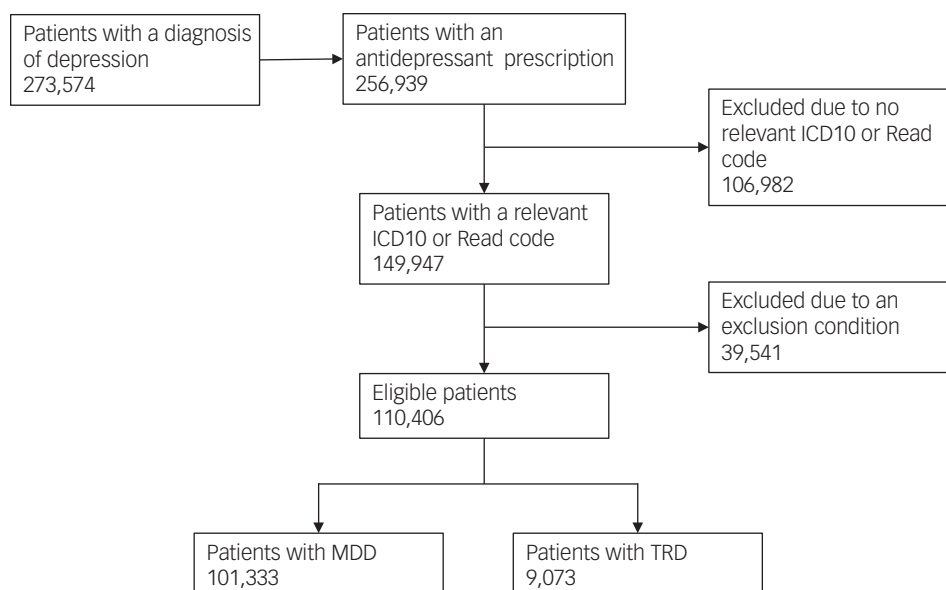 Patients with a diagnosis
of depression
273,574
Patients with an
antidepressant prescription
256,939
Excluded due to no
relevant ICD10 or Read
code
106,982
Patients with a relevant
ICD10 or Read code
149,947
Excluded due to an
exclusion condition
39,541
Eligible patients
110,406
Patients with MDD
101,333
Patients with TRD
9,073